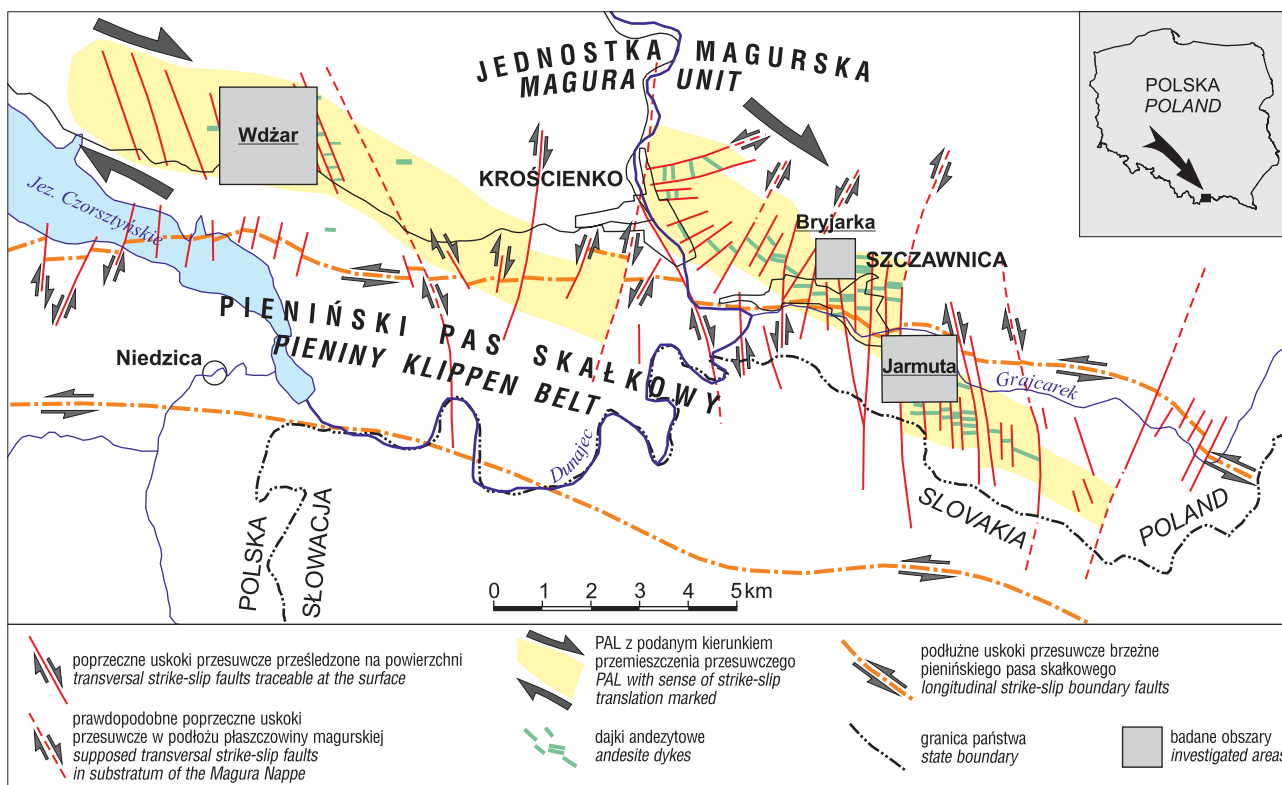 JEDNOSTKA MAGURSKA
MAGURA UNIT
POLSKA
POLAND
Wdżar
KROŚCIENKO
Jez. Czorsztyńskie
Bryjarka
SZCZAWNICA
PIENIŃSKI PAS SKAŁKOWY
PIENINY KLIPPEN BELT
Niedzica
Jarmuta
Grajcarek
Dunajec
POLSKA
SŁOWACJA
SLOVAKIA
POLAND
0 1 2 3 4 5 km
poprzeczne uskoki przesuwcze prześledzone na powierzchni
transversal strike-slip faults traceable at the surface
prawdopodobne poprzeczne uskoki
przesuwcze w podłożu płaszczowiny magurskiej
supposed transversal strike-slip faults
in substratum of the Magura Nappe
PAL z podanym kierunkiem
przemieszczenia przesuwczego
PAL with sense of strike-slip
translation marked
dajki andezytowe
andesite dykes
podłużne uskoki przesuwcze brzeżne
pienińskiego pasa skałkowego
longitudinal strike-slip boundary faults
granica państwa
state boundary
badane obszary
investigated areas